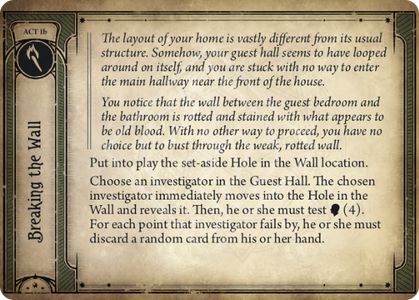 ACT 1b
Breaking the Wall
The layout of your home is vastly different from its usual
structure. Somehow, your guest hall seems to have looped
around on itself, and you are stuck with no way to enter
the main hallway near the front of the house.
You notice that the wall between the guest bedroom and
the bathroom is rotted and stained with what appears to
be old blood. With no other way to proceed, you have no
choice but to bust through the weak, rotted wall.
Put into play the set-aside Hole in the Wall location.
Choose an investigator in the Guest Hall. The chosen
investigator immediately moves into the Hole in the
Wall and reveals it. Then, he or she must test (4).
For each point that investigator fails by, he or she must
discard a random card from his or her hand.